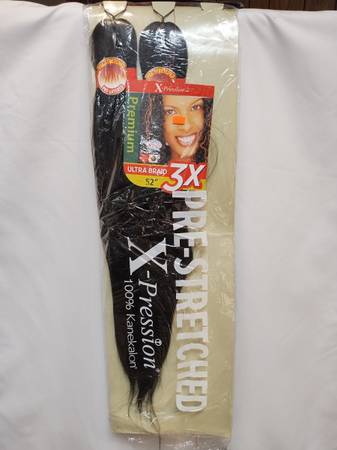 X-Pression
Premium
ULTRA BRAID
52"
3X
PRE-STRETCHED
X-Pression
100% Kanekalon